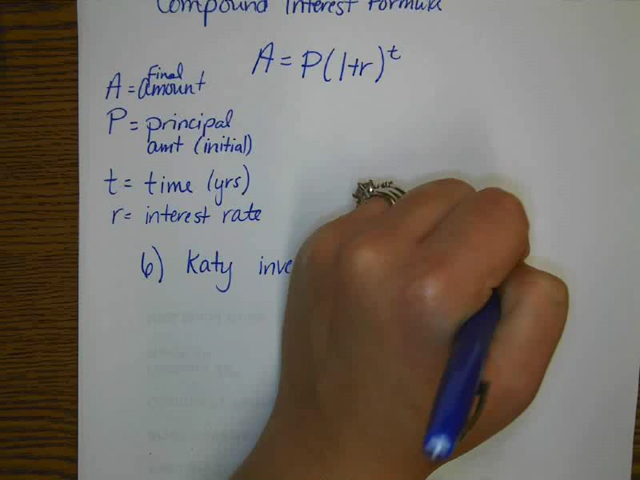 Compound Interest Formula
A = P(1+r)^t
A = final amount
P = principal
amt (initial)
t = time (yrs)
r = interest rate
6) Katy inve